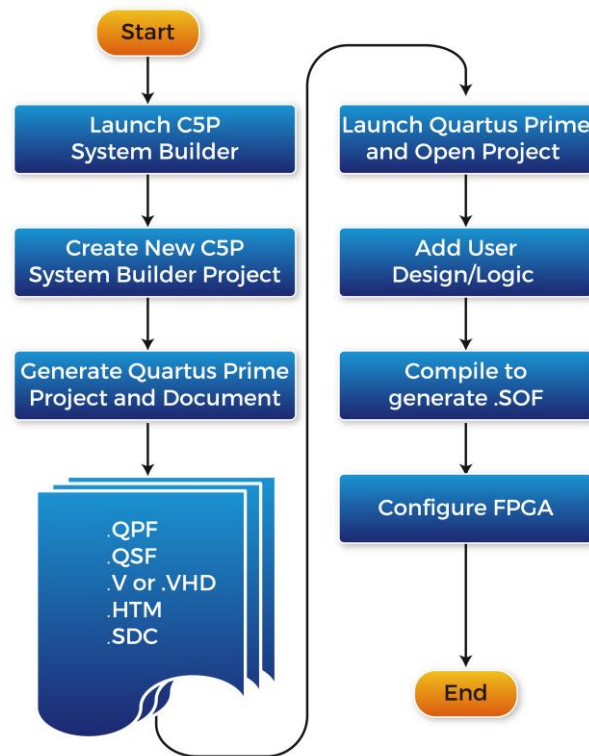 Start
Launch C5P
System Builder
Create New C5P
System Builder Project
Generate Quartus Prime
Project and Document
.QPF
.QSF
.V or .VHD
.HTM
.SDC
Launch Quartus Prime
and Open Project
Add User
Design/Logic
Compile to
generate .SOF
Configure FPGA
End